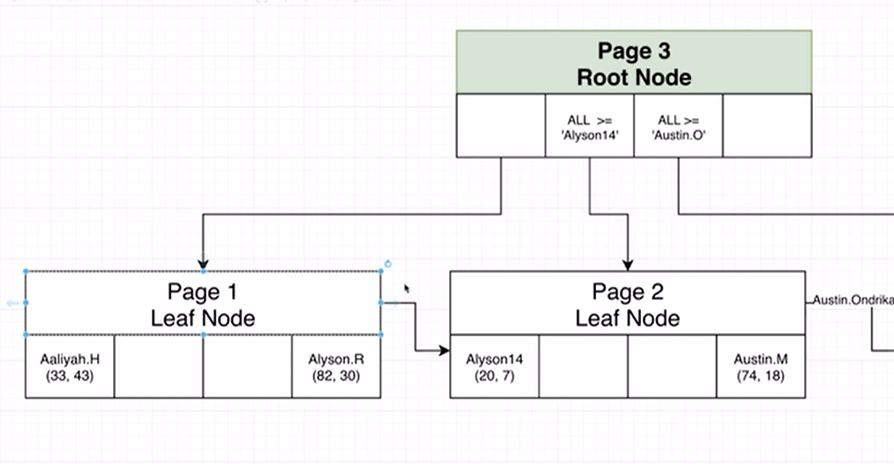 Page 3
Root Node
ALL >=
'Alyson14'
ALL >=
'Austin.O'
Page 1
Leaf Node
Page 2
Leaf Node
Austin.Ondrika
Aaliyah.H
(33, 43)
Alyson.R
(82, 30)
Alyson14
(20, 7)
Austin.M
(74, 18)